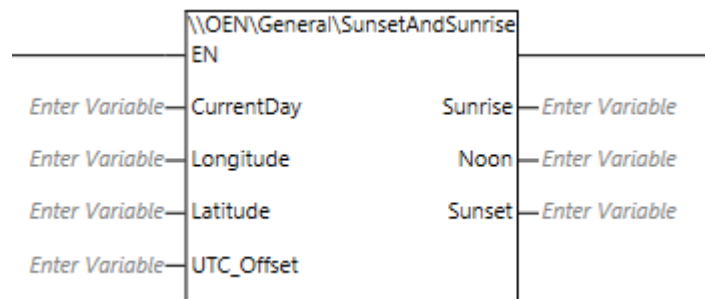 \\OEN\General\SunsetAndSunrise
EN
Enter Variable CurrentDay Sunrise Enter Variable
Enter Variable Longitude Noon Enter Variable
Enter Variable Latitude Sunset Enter Variable
Enter Variable UTC_Offset